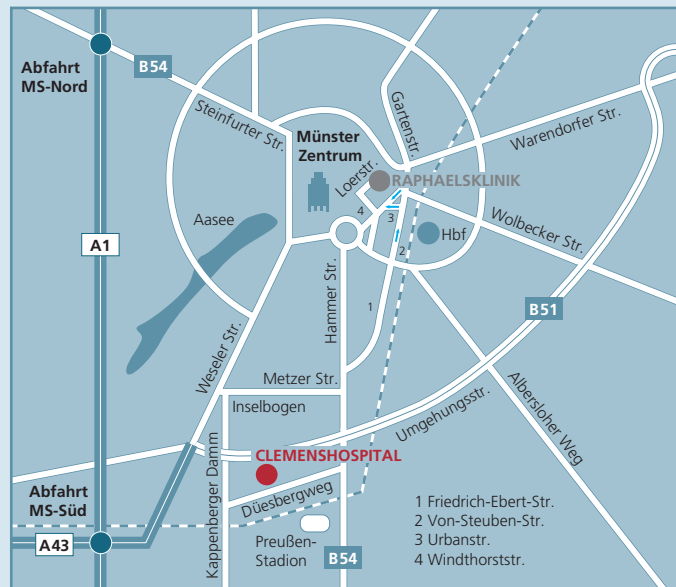 Abfahrt
MS-Nord
B54
Steinfurter Str.
Gartenstr.
Warendorfer Str.
Münster
Zentrum
Loerstr.
RAPHAELSKLINIK
4
3
Aasee
Wolbecker Str.
Hbf
2
A1
Hammer Str.
1
B51
Weseler Str.
Metzer Str.
Inselbogen
Umgehungsstr.
Albersloher Weg
Kappenberger Damm
CLEMENSHOSPITAL
Düesbergweg
Abfahrt
MS-Süd
A43
Preußen-
Stadion
B54
1 Friedrich-Ebert-Str.
2 Von-Steuben-Str.
3 Urbanstr.
4 Windthorststr.